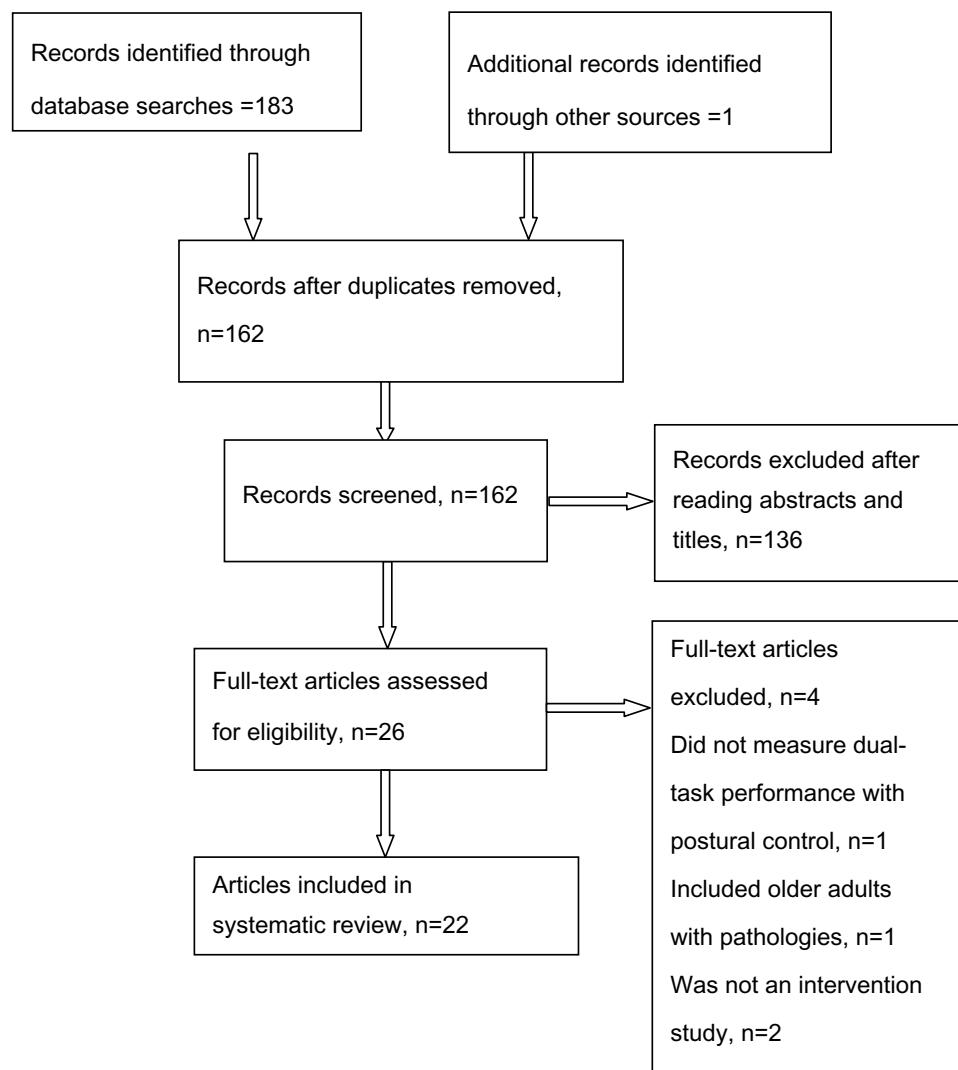 Records identified through
database searches =183
Additional records identified
through other sources =1
Records after duplicates removed,
n=162
Records screened, n=162
Records excluded after
reading abstracts and
titles, n=136
Full-text articles assessed
for eligibility, n=26
Full-text articles
excluded, n=4
Did not measure dual-
task performance with
postural control, n=1
Included older adults
with pathologies, n=1
Was not an intervention
study, n=2
Articles included in
systematic review, n=22